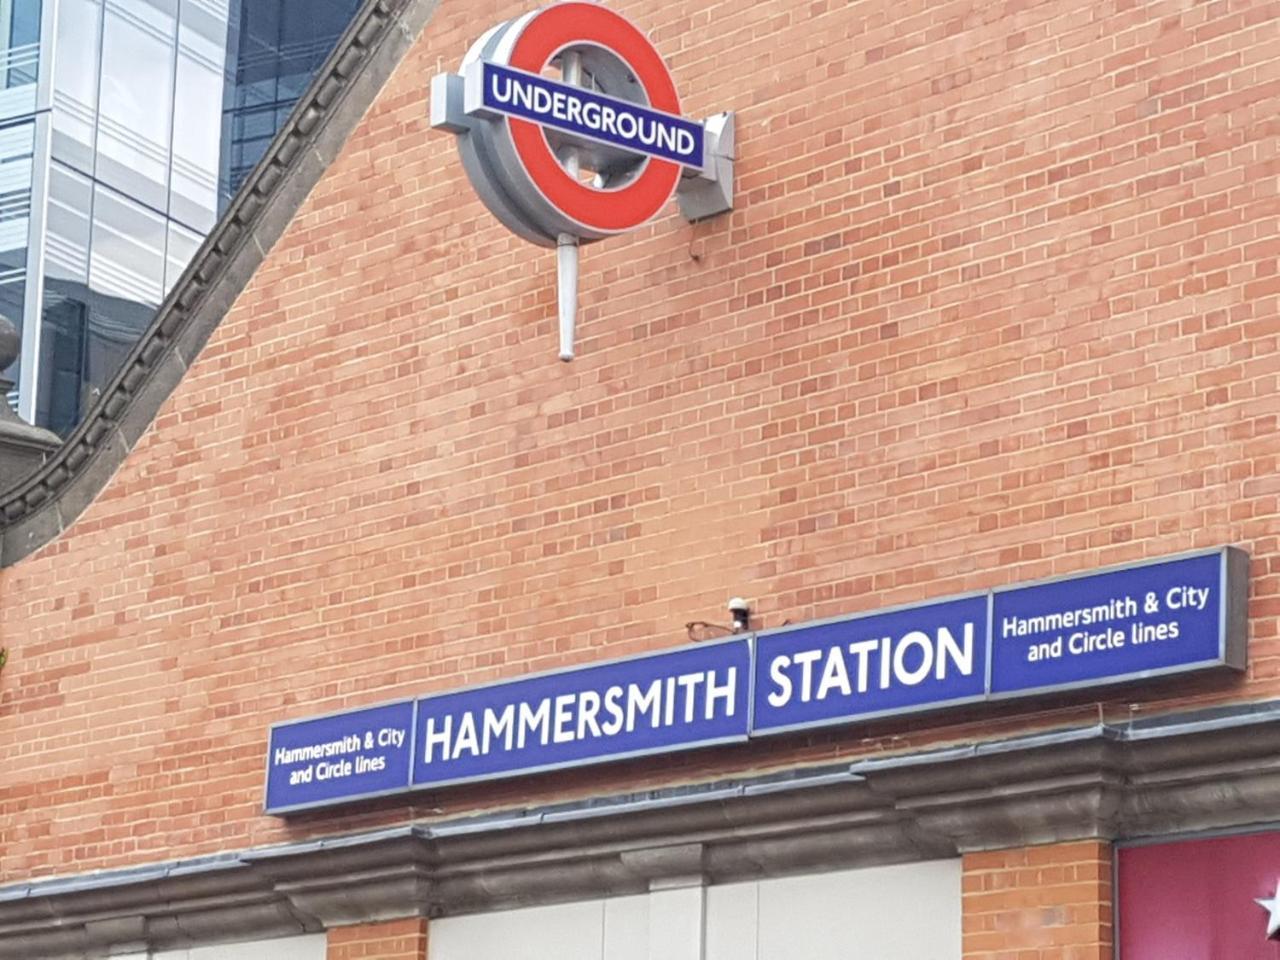 UNDERGROUND
Hammersmith & City
and Circle lines
HAMMERSMITH STATION
Hammersmith & City
and Circle lines